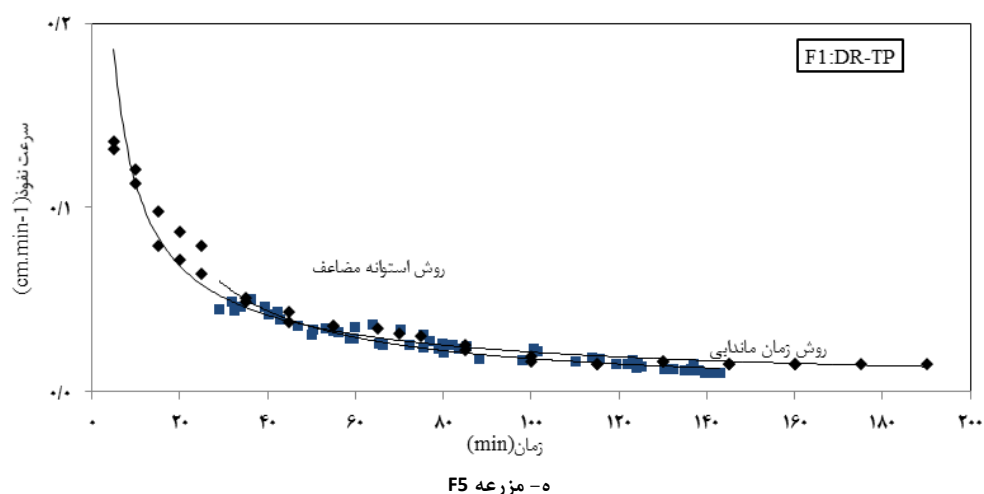 ۰/۲
F1:DR-TP
سرعت نفوذ(cm.min-1)
۰/۱
روش استوانه مضاعف
روش زمان ماندابی
۰/۰
۰ ۲۰ ۴۰ ۶۰ ۸۰ ۱۰۰ ۱۲۰ ۱۴۰ ۱۶۰ ۱۸۰ ۲۰۰
زمان(min)
ه- مزرعه F5